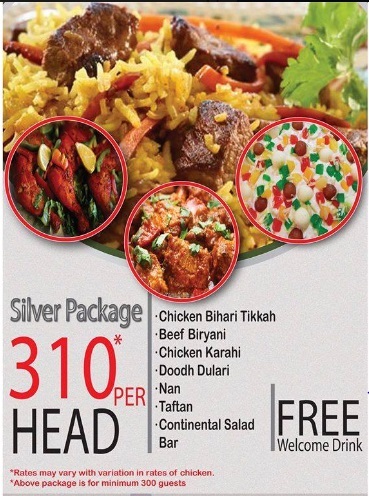 Silver Package
310*
PER
HEAD
·Chicken Bihari Tikkah
·Beef Biryani
·Chicken Karahi
·Doodh Dulari
·Nan
·Taftan
·Continental Salad
Bar
FREE
Welcome Drink
*Rates may vary with variation in rates of chicken.
*Above package is for minimum 300 guests